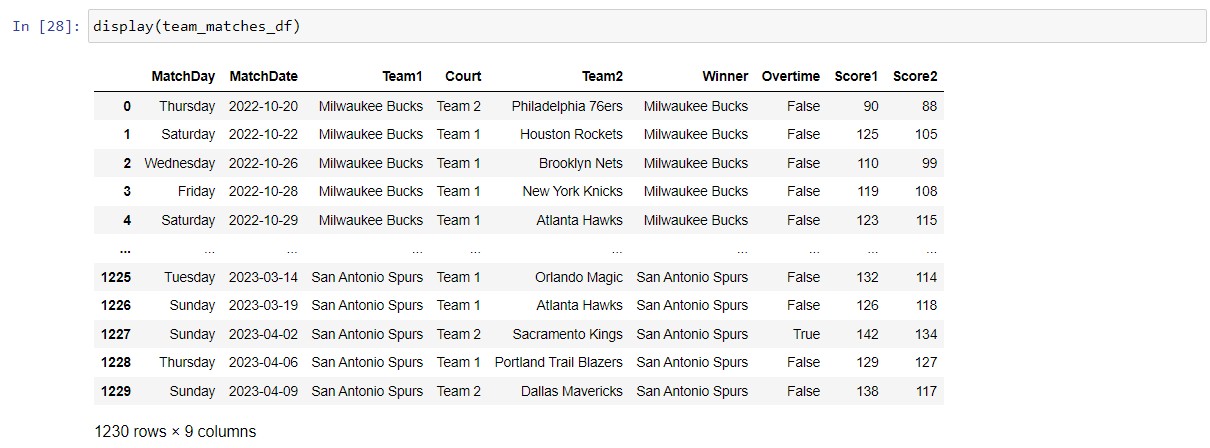 In [28]: display(team_matches_df)
MatchDay MatchDate Team1 Court Team2 Winner Overtime Score1 Score2
0 Thursday 2022-10-20 Milwaukee Bucks Team 2 Philadelphia 76ers Milwaukee Bucks False 90 88
1 Saturday 2022-10-22 Milwaukee Bucks Team 1 Houston Rockets Milwaukee Bucks False 125 105
2 Wednesday 2022-10-26 Milwaukee Bucks Team 1 Brooklyn Nets Milwaukee Bucks False 110 99
3 Friday 2022-10-28 Milwaukee Bucks Team 1 New York Knicks Milwaukee Bucks False 119 108
4 Saturday 2022-10-29 Milwaukee Bucks Team 1 Atlanta Hawks Milwaukee Bucks False 123 115
... ... ... ... ... ... ... ... ... ...
1225 Tuesday 2023-03-14 San Antonio Spurs Team 1 Orlando Magic San Antonio Spurs False 132 114
1226 Sunday 2023-03-19 San Antonio Spurs Team 1 Atlanta Hawks San Antonio Spurs False 126 118
1227 Sunday 2023-04-02 San Antonio Spurs Team 2 Sacramento Kings San Antonio Spurs True 142 134
1228 Thursday 2023-04-06 San Antonio Spurs Team 1 Portland Trail Blazers San Antonio Spurs False 129 127
1229 Sunday 2023-04-09 San Antonio Spurs Team 2 Dallas Mavericks San Antonio Spurs False 138 117
1230 rows × 9 columns